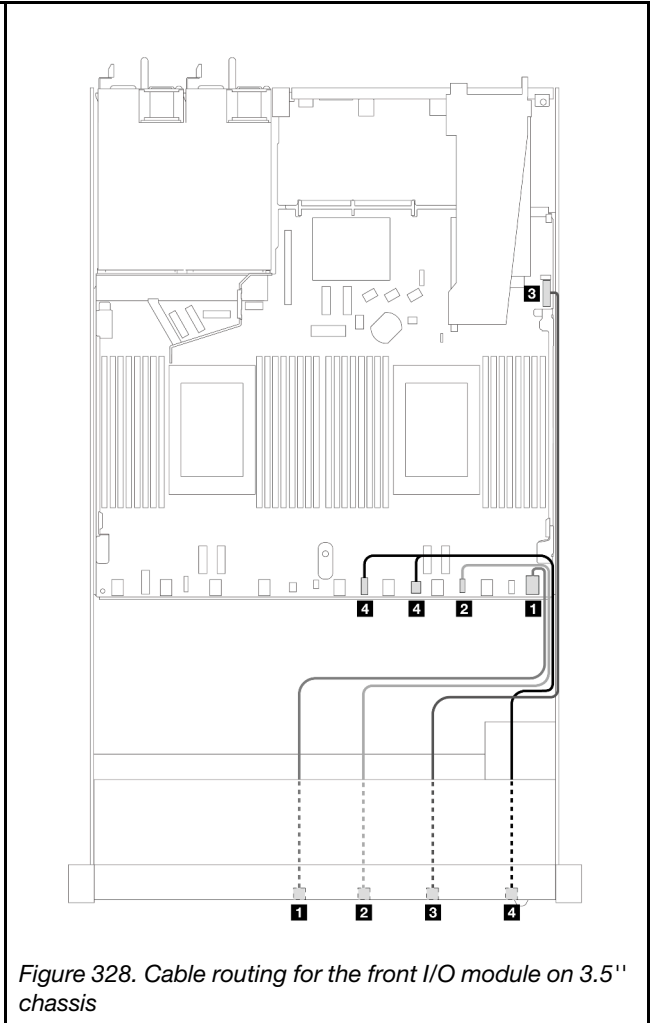 3
4 4 2 1
1 2 3 4
Figure 328. Cable routing for the front I/O module on 3.5''
chassis